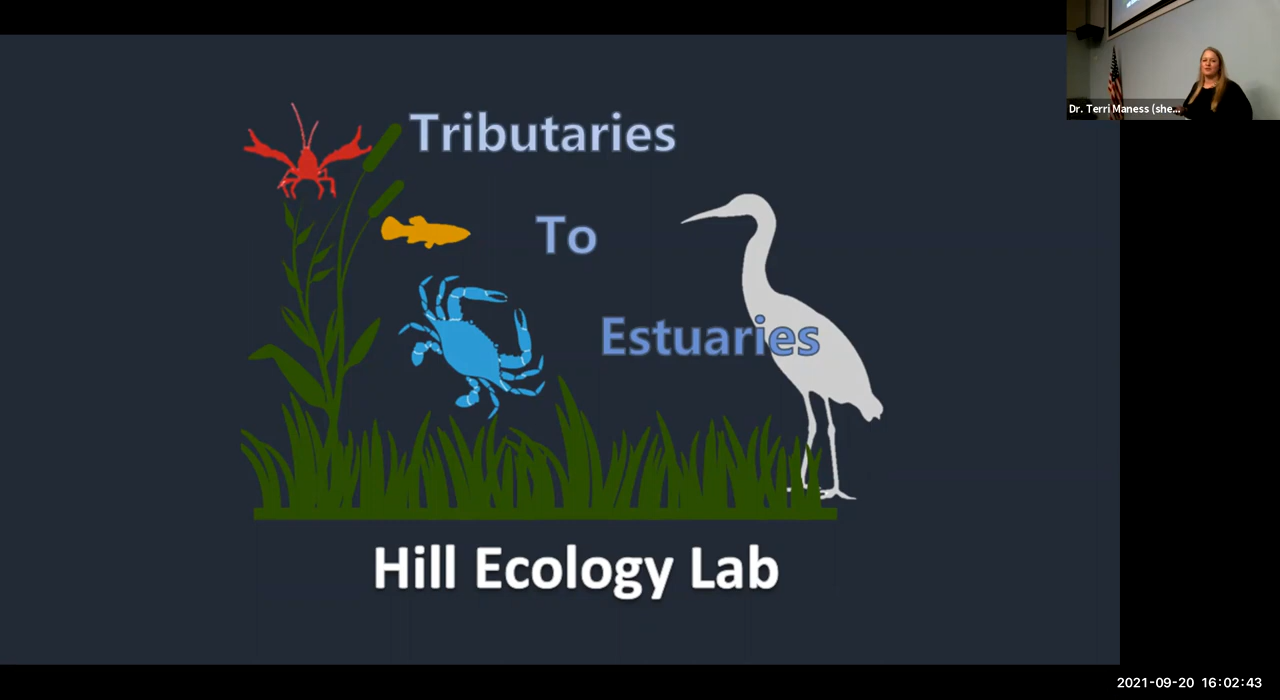 Tributaries
To
Estuaries
Hill Ecology Lab
Dr. Terri Maness (she...
2021-09-20 16:02:43